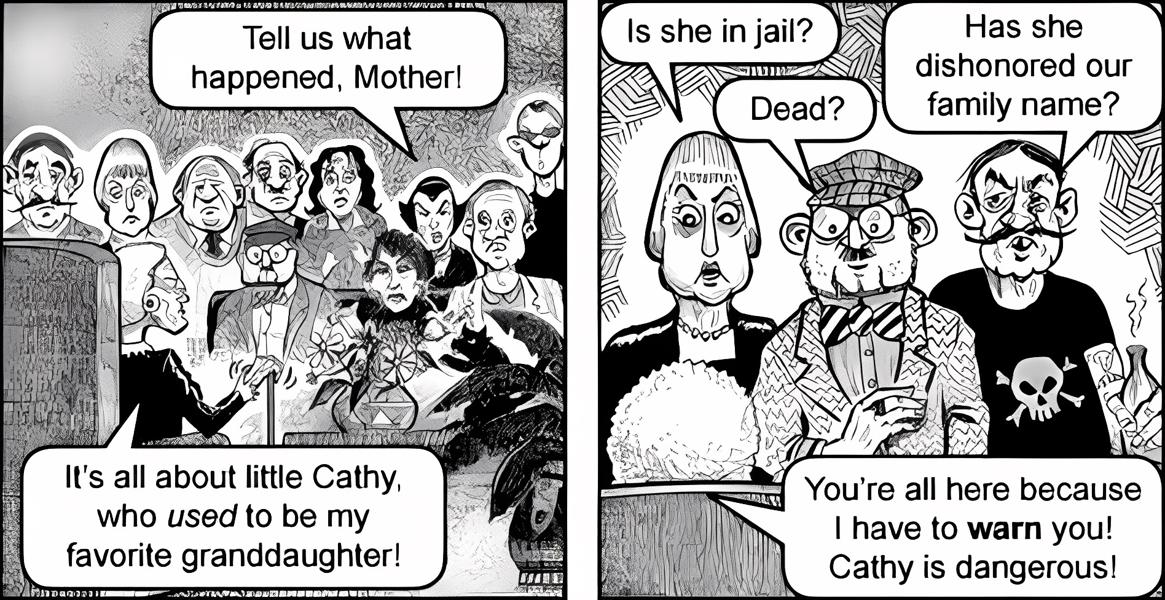 Tell us what
happened, Mother!
It's all about little Cathy,
who used to be my
favorite granddaughter!
Is she in jail?
Dead?
Has she
dishonored our
family name?
You're all here because
I have to warn you!
Cathy is dangerous!